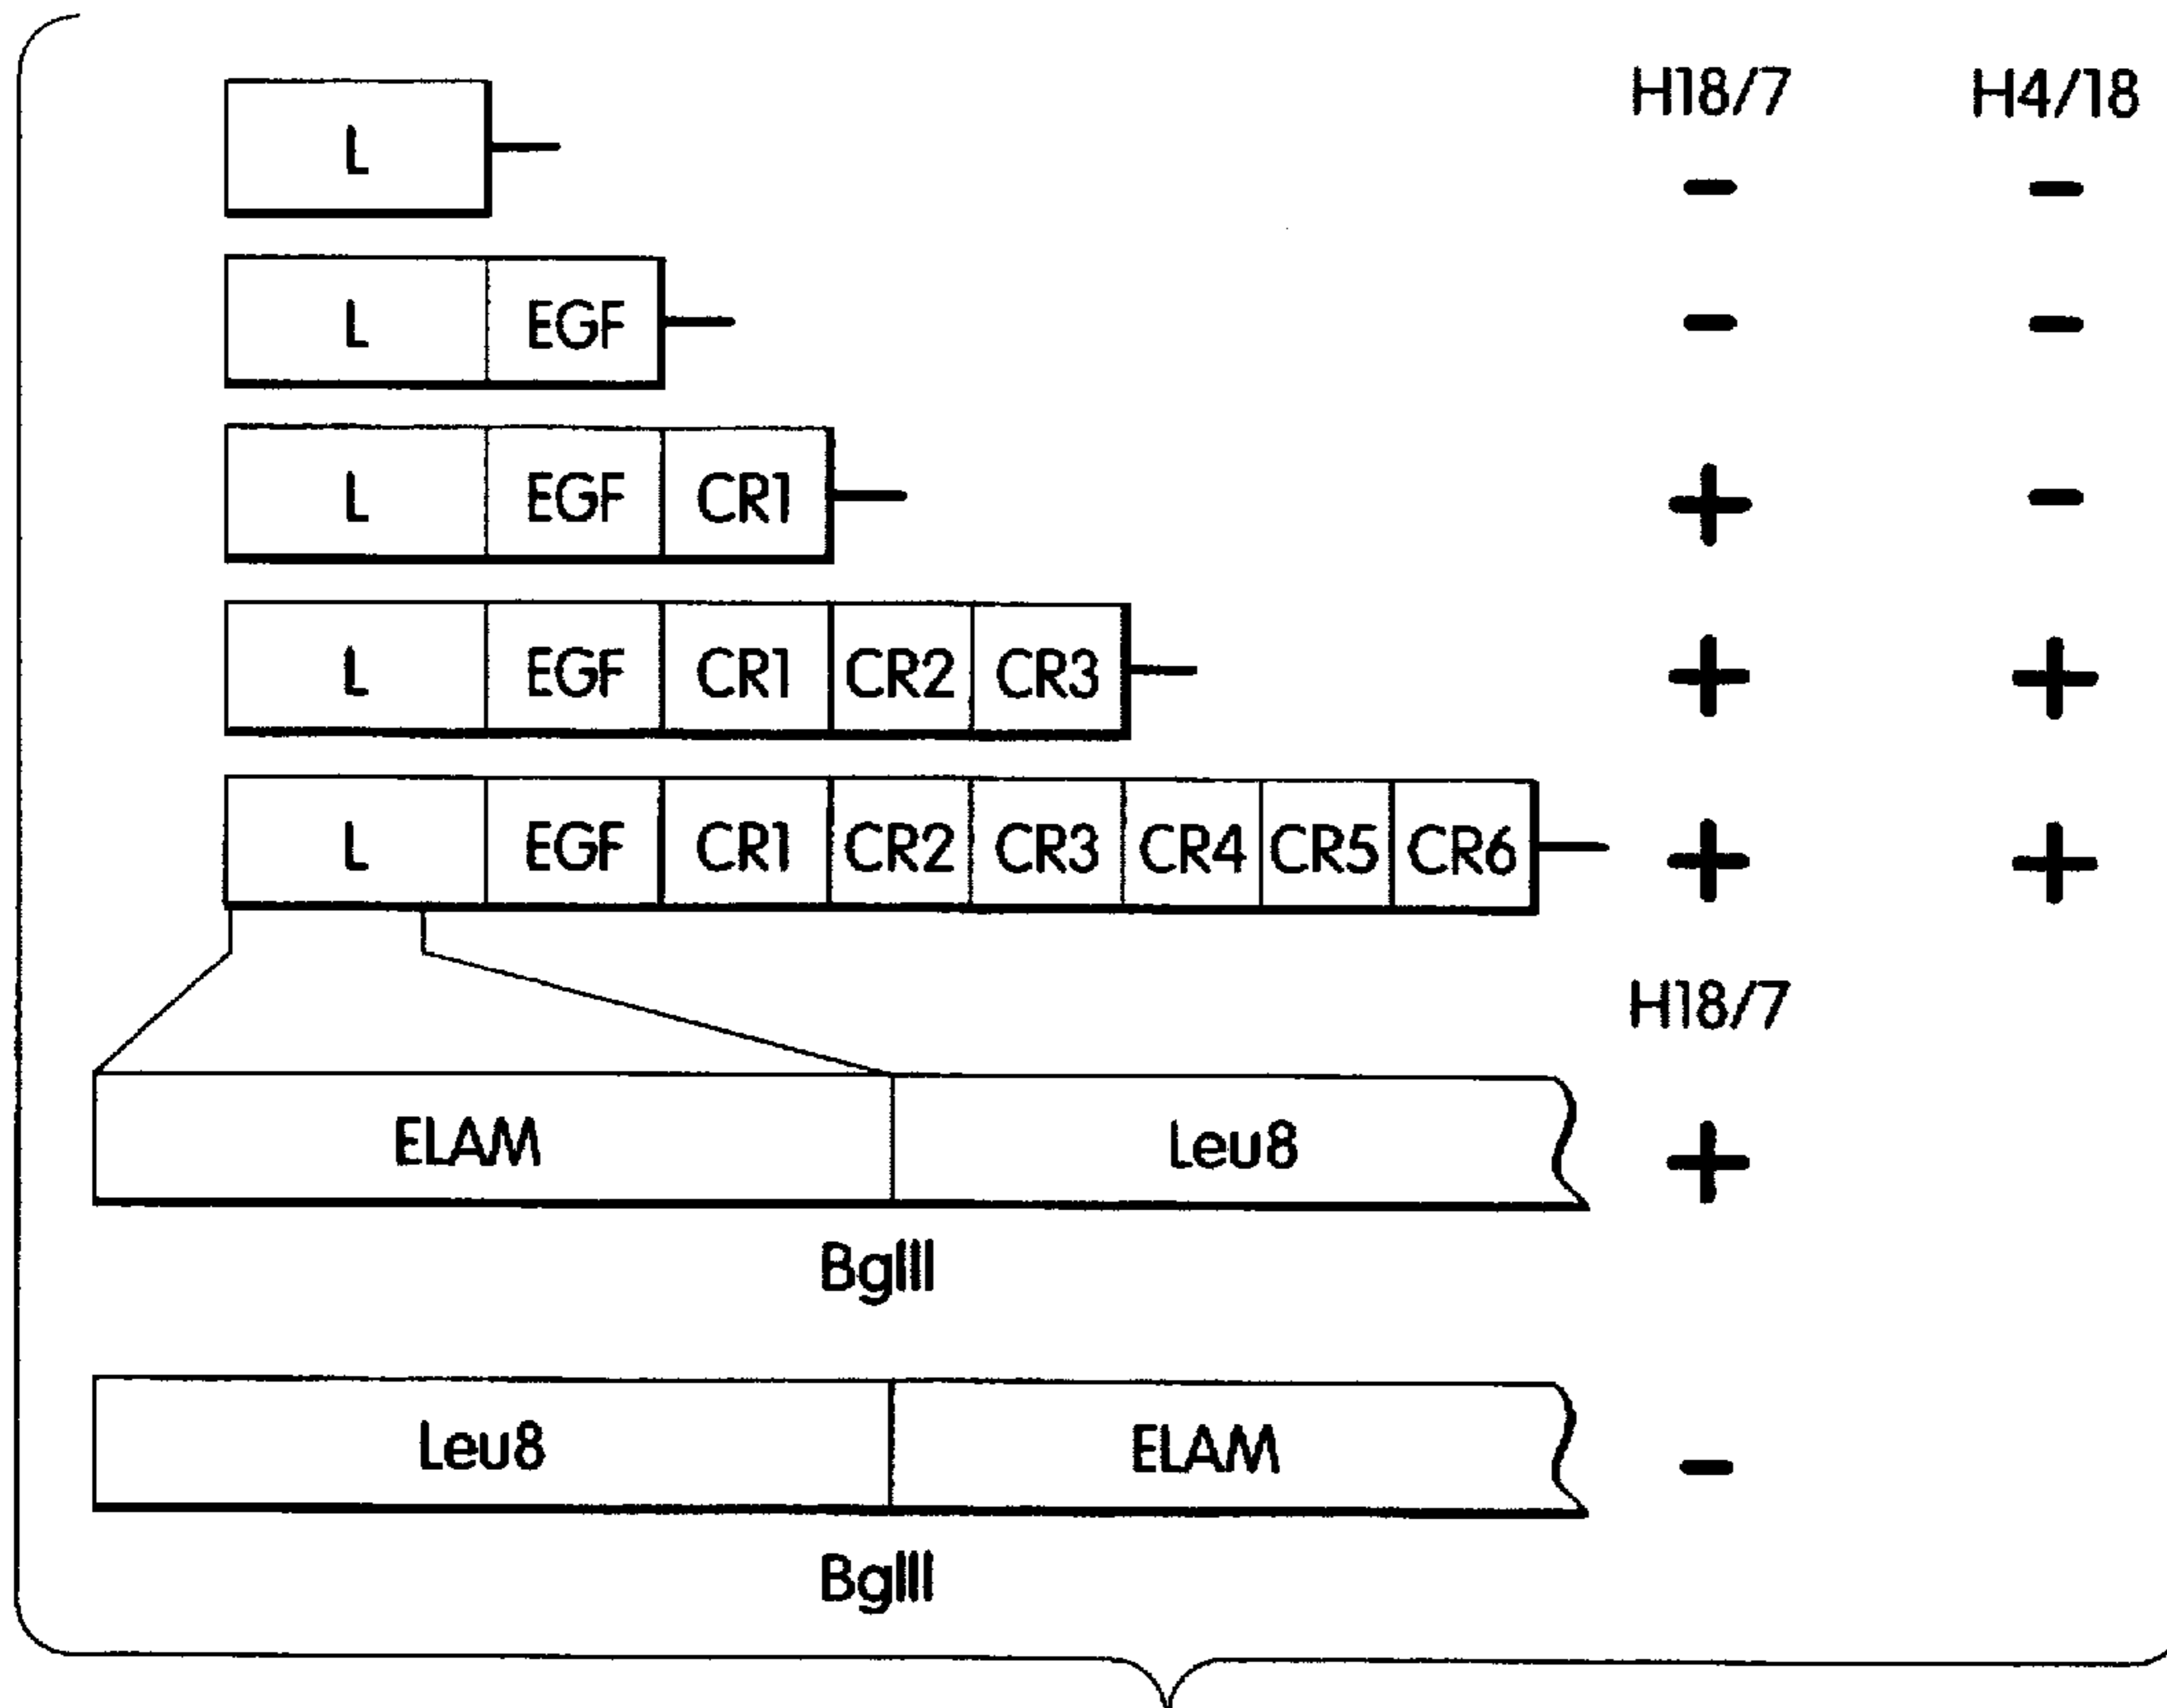 H18/7 H4/18
L - -
L EGF - -
L EGF CR1 + -
L EGF CR1 CR2 CR3 + +
L EGF CR1 CR2 CR3 CR4 CR5 CR6 + +
H18/7
ELAM Leu8 +
BglII
Leu8 ELAM -
BglII